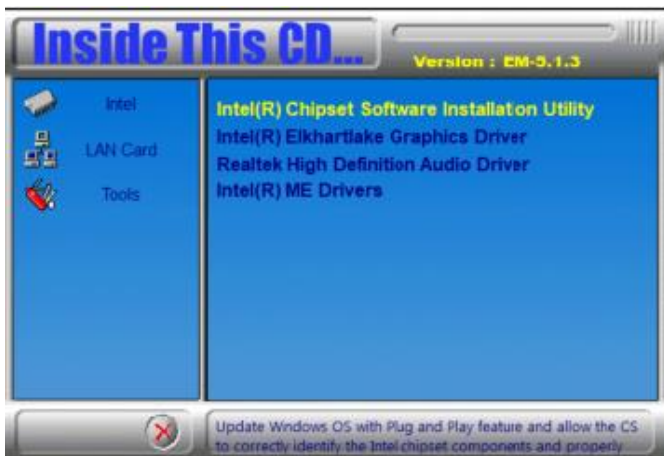 Inside This CD...
Version : EM-5.1.3
Intel
LAN Card
Tools
Intel(R) Chipset Software Installation Utility
Intel(R) Elkhartlake Graphics Driver
Realtek High Definition Audio Driver
Intel(R) ME Drivers
Update Windows OS with Plug and Play feature and allow the CS
to correctly identify the Intel chipset components and properly